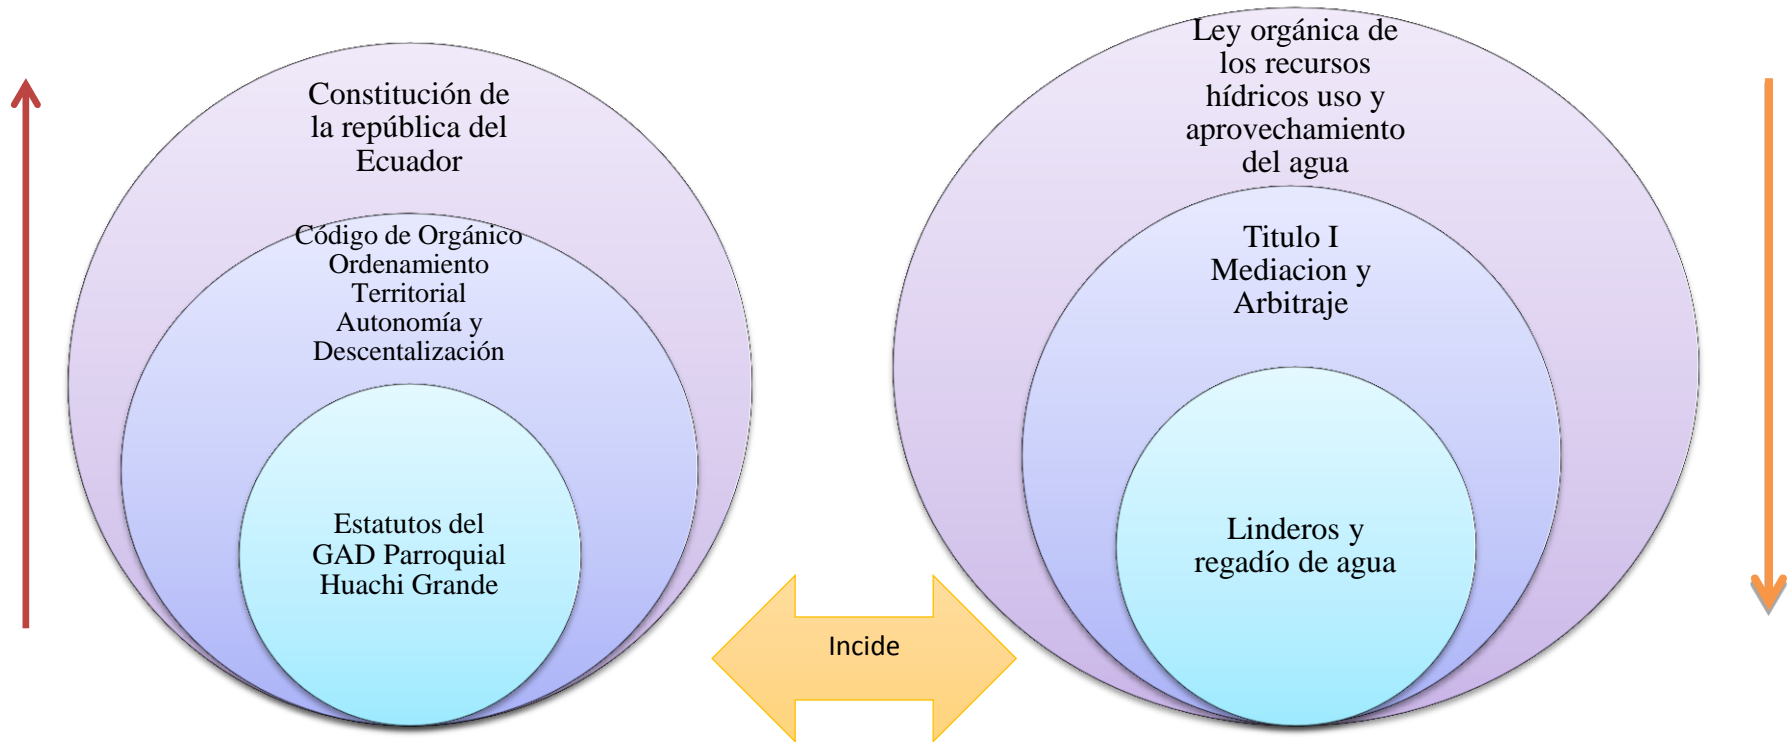 Constitución de
la república del
Ecuador
Código de Orgánico
Ordenamiento
Territorial
Autonomía y
Descentalización
Estatutos del
GAD Parroquial
Huachi Grande
Incide
Ley orgánica de
los recursos
hídricos uso y
aprovechamiento
del agua
Titulo I
Mediacion y
Arbitraje
Linderos y
regadío de agua